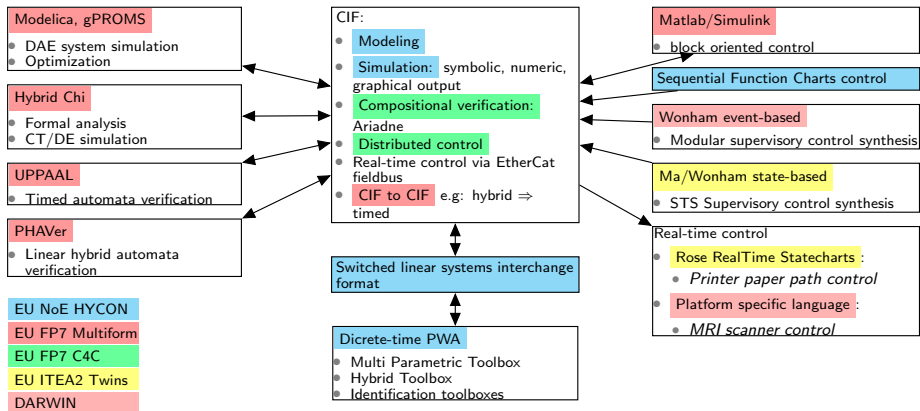 Modelica, gPROMS
DAE system simulation
Optimization
Hybrid Chi
Formal analysis
CT/DE simulation
UPPAAL
Timed automata verification
PHAVer
Linear hybrid automata
verification
EU NoE HYCON
EU FP7 Multiform
EU FP7 C4C
EU ITEA2 Twins
DARWIN
CIF:
Modeling
Simulation: symbolic, numeric,
graphical output
Compositional verification:
Ariadne
Distributed control
Real-time control via EtherCat
fieldbus
CIF to CIF e.g: hybrid ⇒
timed
Switched linear systems interchange
format
Dicrete-time PWA
Multi Parametric Toolbox
Hybrid Toolbox
Identification toolboxes
Matlab/Simulink
block oriented control
Sequential Function Charts control
Wonham event-based
Modular supervisory control synthesis
Ma/Wonham state-based
STS Supervisory control synthesis
Real-time control
Rose RealTime Statecharts :
Printer paper path control
Platform specific language :
MRI scanner control